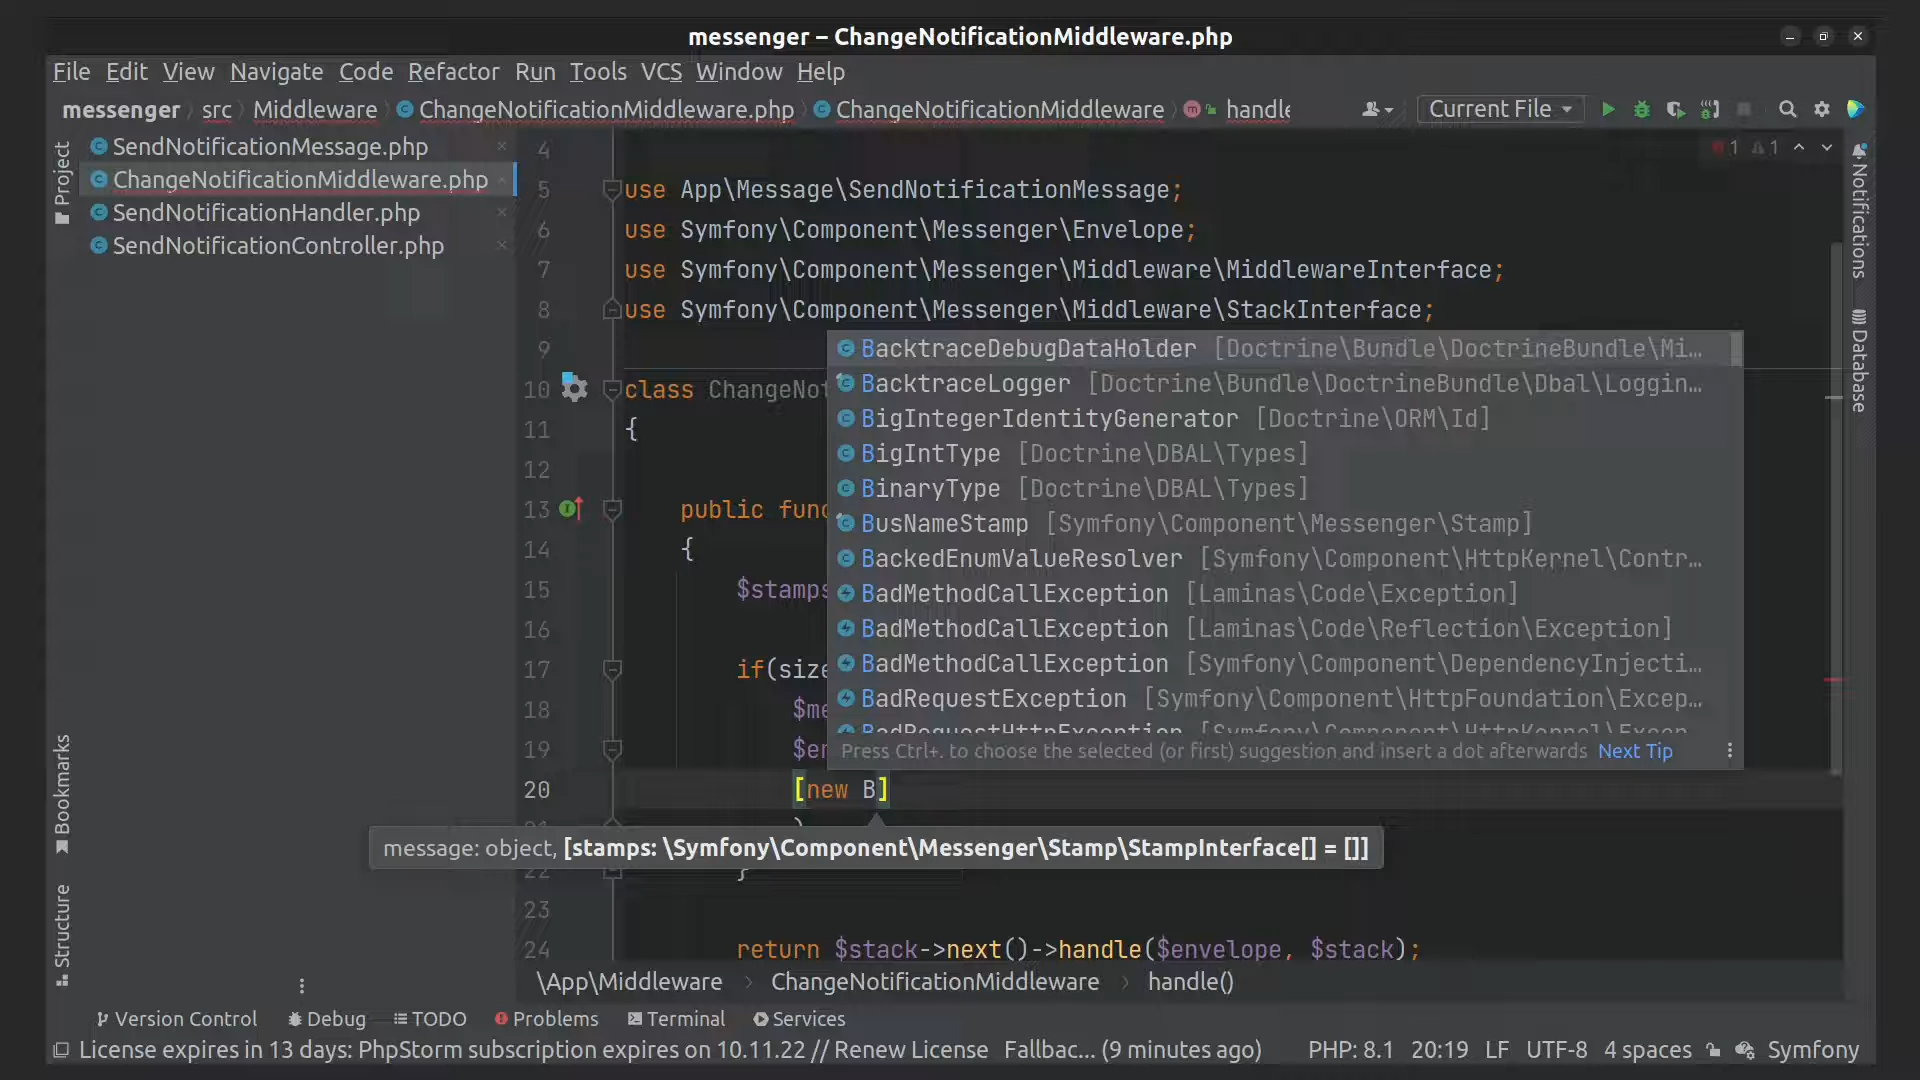 messenger – ChangeNotificationMiddleware.php
File Edit View Navigate Code Refactor Run Tools VCS Window Help
messenger src Middleware ChangeNotificationMiddleware.php ChangeNotificationMiddleware handle Current File
Project
SendNotificationMessage.php
ChangeNotificationMiddleware.php
SendNotificationHandler.php
SendNotificationController.php
Bookmarks
Structure
1 1
4
5 use App\Message\SendNotificationMessage;
6 use Symfony\Component\Messenger\Envelope;
7 use Symfony\Component\Messenger\Middleware\MiddlewareInterface;
8 use Symfony\Component\Messenger\Middleware\StackInterface;
9
10 class ChangeNot
11 {
12
13 public func
14 {
15 $stamps
16
17 if(size
18 $me
19 $en
20 [new B]
)
22 }
23
24 return $stack->next()->handle($envelope, $stack);
BacktraceDebugDataHolder [Doctrine\Bundle\DoctrineBundle\Mi…
BacktraceLogger [Doctrine\Bundle\DoctrineBundle\Dbal\Loggin…
BigIntegerIdentityGenerator [Doctrine\ORM\Id]
BigIntType [Doctrine\DBAL\Types]
BinaryType [Doctrine\DBAL\Types]
BusNameStamp [Symfony\Component\Messenger\Stamp]
BackedEnumValueResolver [Symfony\Component\HttpKernel\Contr…
BadMethodCallException [Laminas\Code\Exception]
BadMethodCallException [Laminas\Code\Reflection\Exception]
BadMethodCallException [Symfony\Component\DependencyInjecti…
BadRequestException [Symfony\Component\HttpFoundation\Excep…
BadRequestHttpException [Symfony\Component\HttpKernel\Excep
Press Ctrl+. to choose the selected (or first) suggestion and insert a dot afterwards Next Tip
message: object, [stamps: \Symfony\Component\Messenger\Stamp\StampInterface[] = []]
Notifications
Database
\App\Middleware ChangeNotificationMiddleware handle()
Version Control Debug TODO Problems Terminal Services
License expires in 13 days: PhpStorm subscription expires on 10.11.22 // Renew License Fallbac... (9 minutes ago) PHP: 8.1 20:19 LF UTF-8 4 spaces Symfony